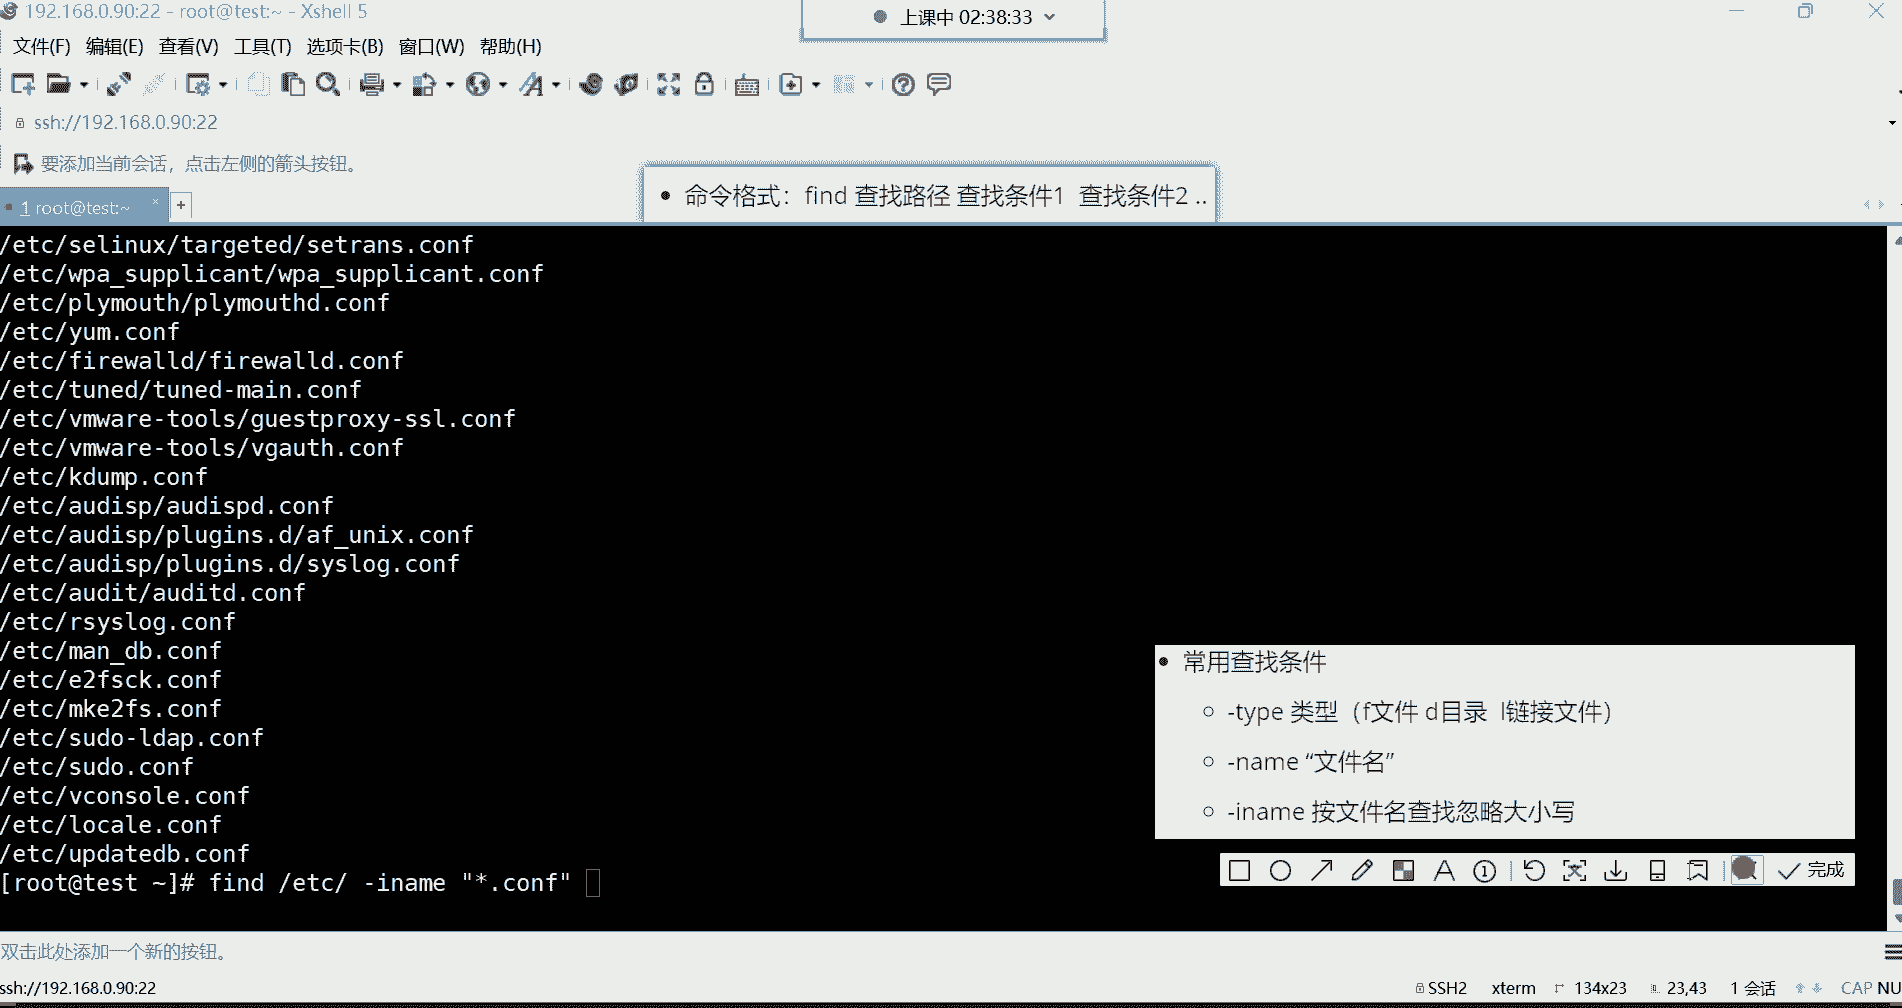 192.168.0.90:22 - root@test:~ - Xshell 5
上课中 02:38:33
文件(F) 编辑(E) 查看(V) 工具(T) 选项卡(B) 窗口(W) 帮助(H)
ssh://192.168.0.90:22
要添加当前会话，点击左侧的箭头按钮。
• 命令格式：find 查找路径 查找条件1 查找条件2 ..
1 root@test:~ × +
/etc/selinux/targeted/setrans.conf
/etc/wpa_supplicant/wpa_supplicant.conf
/etc/plymouth/plymouthd.conf
/etc/yum.conf
/etc/firewalld/firewalld.conf
/etc/tuned/tuned-main.conf
/etc/vmware-tools/guestproxy-ssl.conf
/etc/vmware-tools/vgauth.conf
/etc/kdump.conf
/etc/audisp/audispd.conf
/etc/audisp/plugins.d/af_unix.conf
/etc/audisp/plugins.d/syslog.conf
/etc/audit/auditd.conf
/etc/rsyslog.conf
/etc/man_db.conf
/etc/e2fsck.conf
/etc/mke2fs.conf
/etc/sudo-ldap.conf
/etc/sudo.conf
/etc/vconsole.conf
/etc/locale.conf
/etc/updatedb.conf
[root@test ~]# find /etc/ -iname "*.conf"
• 常用查找条件
○ -type 类型（f文件 d目录 l链接文件）
○ -name “文件名”
○ -iname 按文件名查找忽略大小写
完成
双击此处添加一个新的按钮。
ssh://192.168.0.90:22 SSH2 xterm 134x23 23,43 1 会话 CAP NU